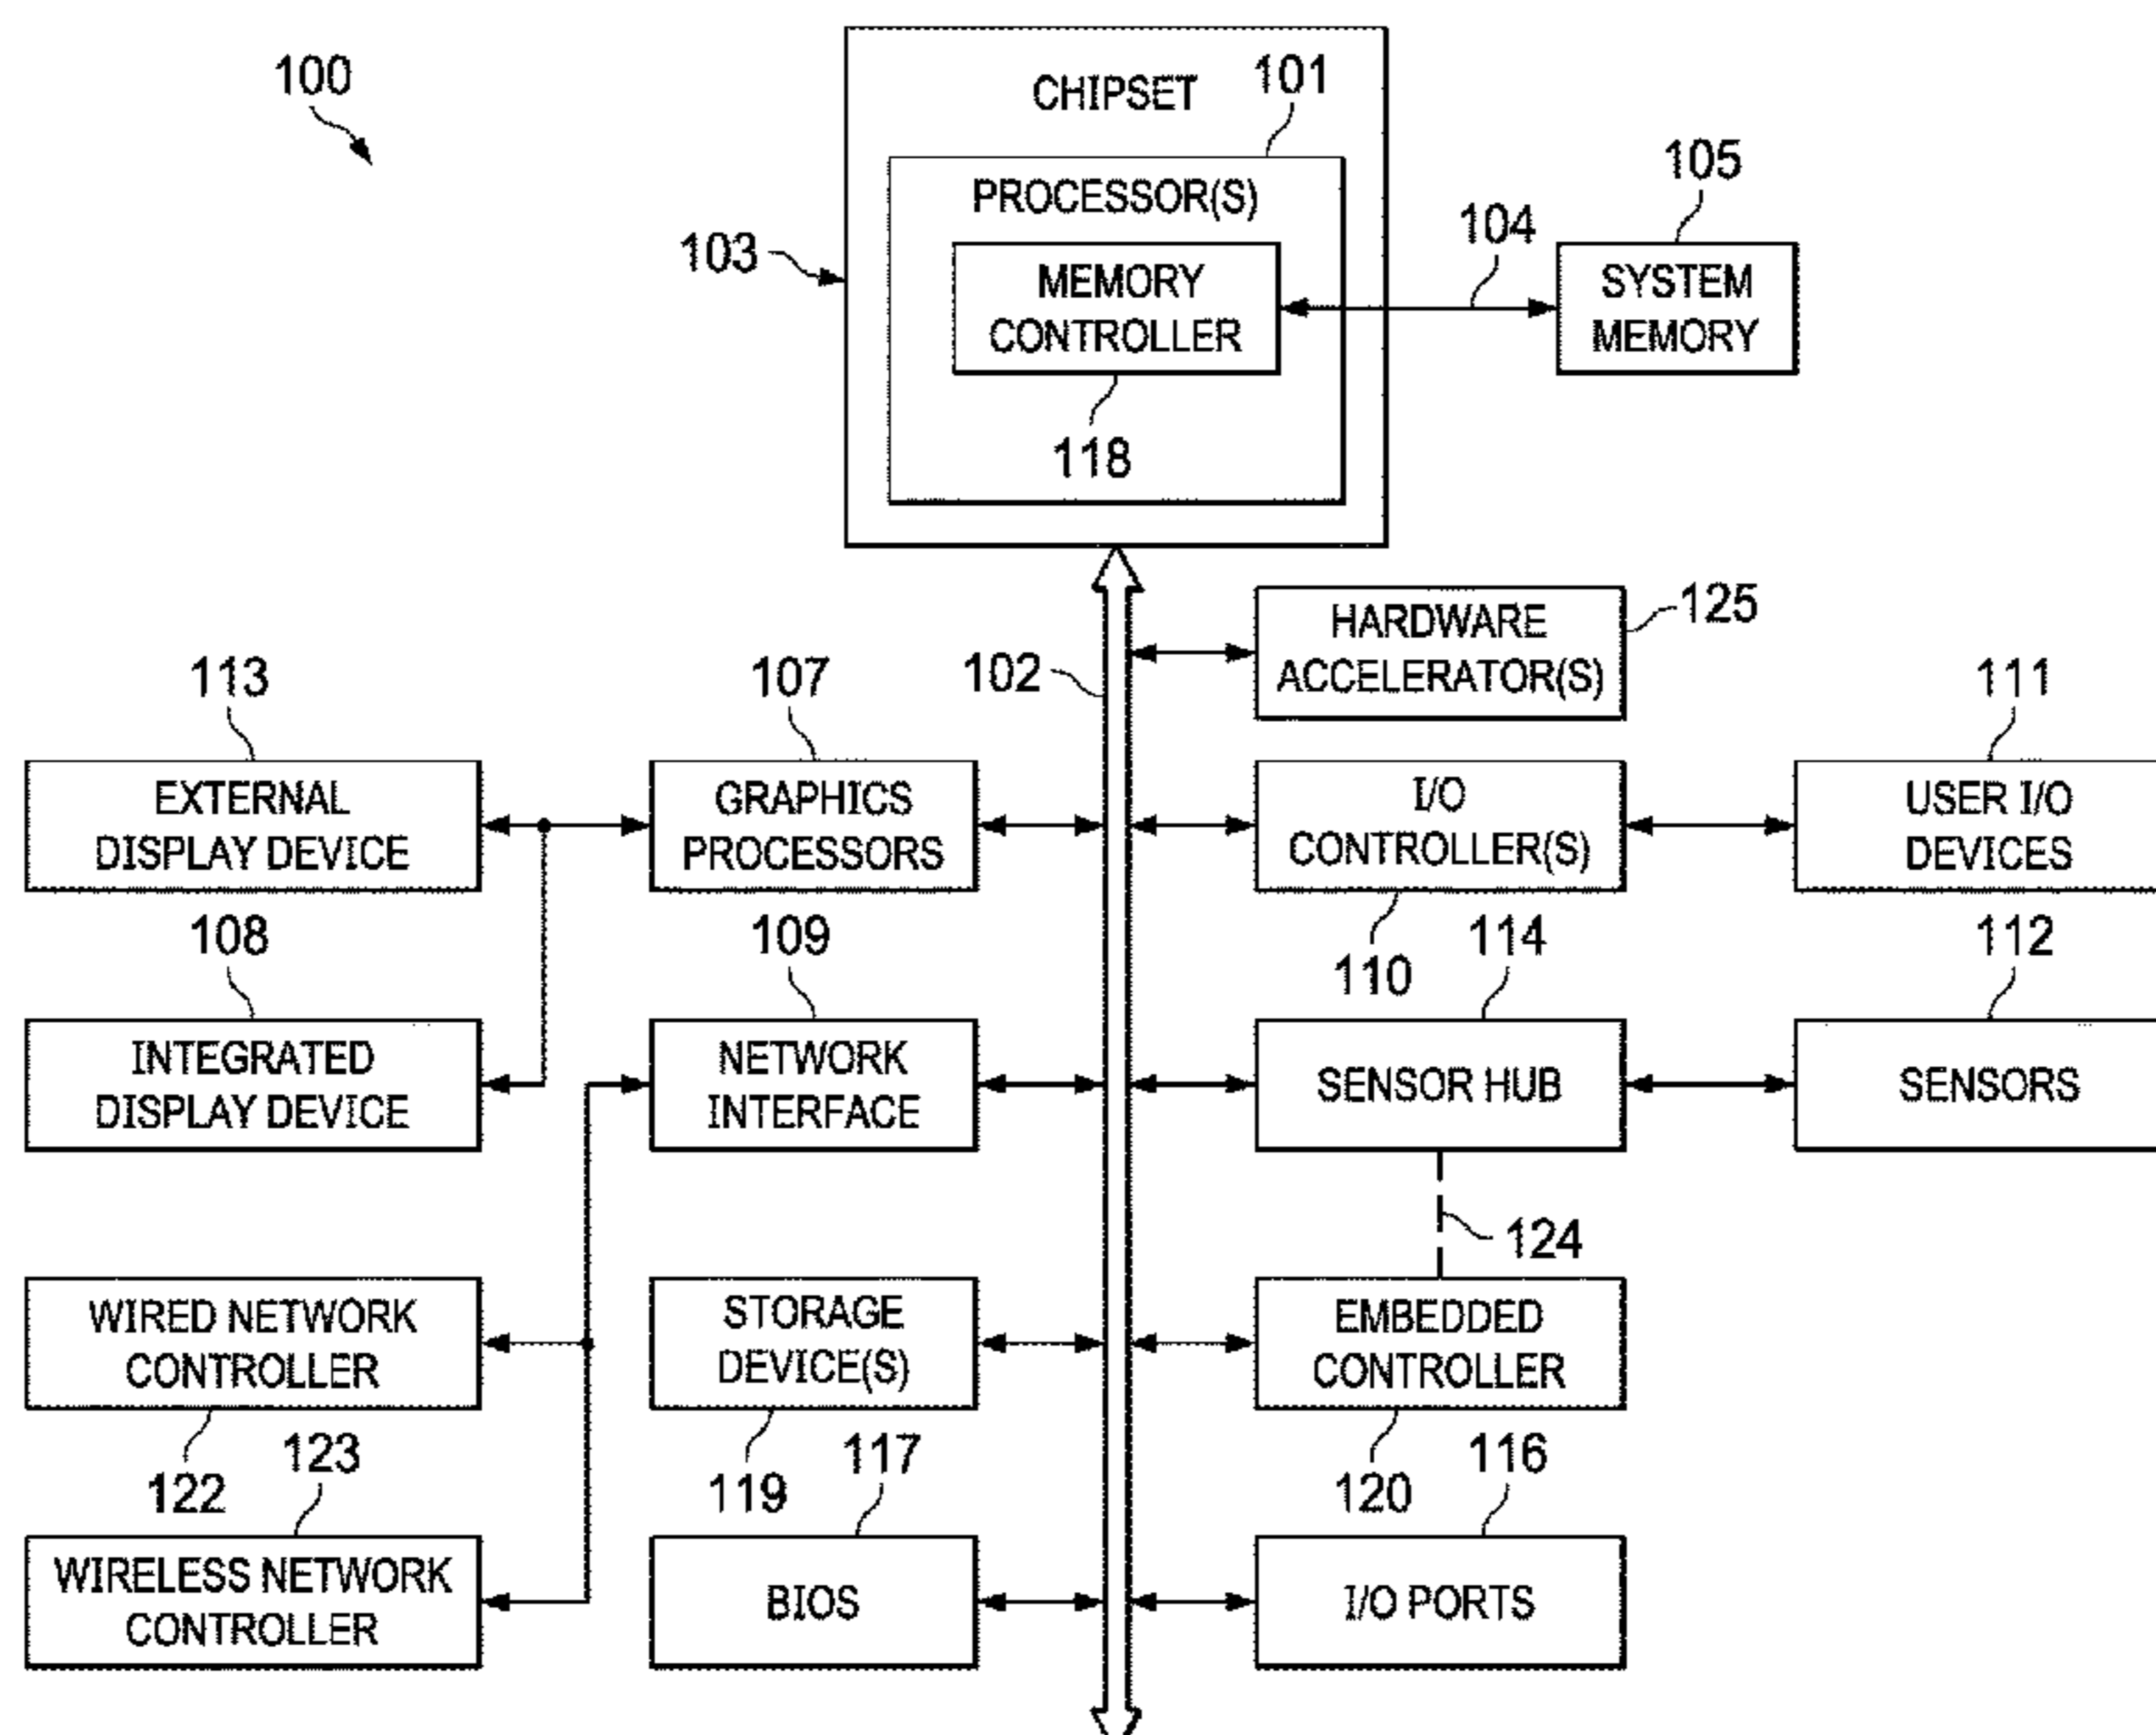 100
CHIPSET
101
PROCESSOR(S)
103
MEMORY
CONTROLLER
118
104
105
SYSTEM
MEMORY
102
HARDWARE
ACCELERATOR(S)
125
113
EXTERNAL
DISPLAY DEVICE
107
GRAPHICS
PROCESSORS
I/O
CONTROLLER(S)
110
111
USER I/O
DEVICES
108
INTEGRATED
DISPLAY DEVICE
109
NETWORK
INTERFACE
114
SENSOR HUB
112
SENSORS
124
WIRED NETWORK
CONTROLLER
122
STORAGE
DEVICE(S)
119
EMBEDDED
CONTROLLER
120
123
WIRELESS NETWORK
CONTROLLER
117
BIOS
116
I/O PORTS